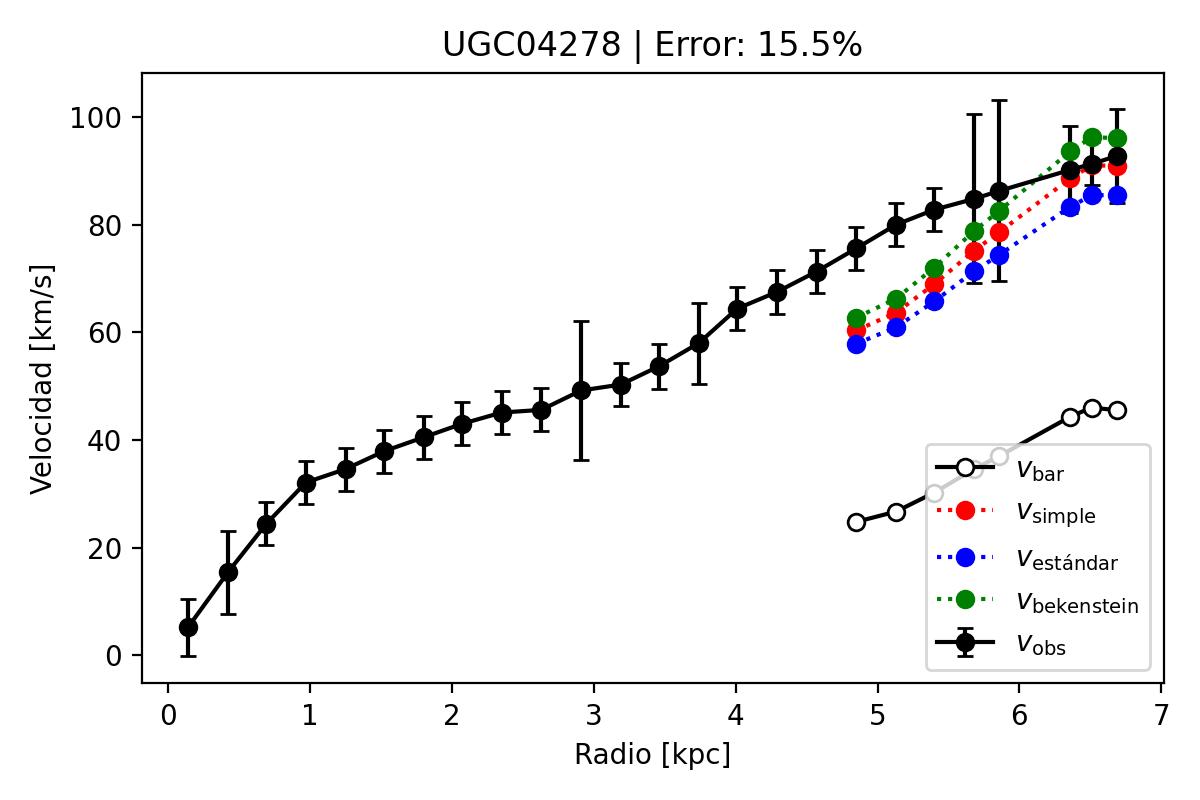 UGC04278 | Error: 15.5%
Velocidad [km/s]
100
80
60
40
20
0
v_bar
v_simple
v_estándar
v_bekenstein
v_obs
0 1 2 3 4 5 6 7
Radio [kpc]